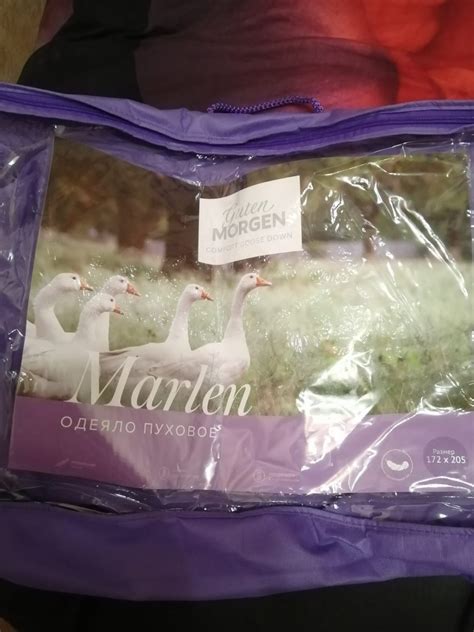 Guten
MORGEN
COMFORT GOOSE DOWN
Marlen
ОДЕЯЛО ПУХОВОЕ
Размер
172 x 205